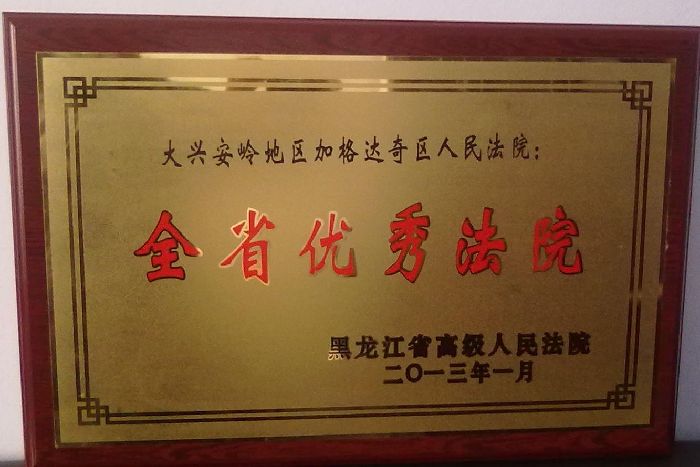 大兴安岭地区加格达奇区人民法院：
全省优秀法院
黑龙江省高级人民法院
二〇一三年一月